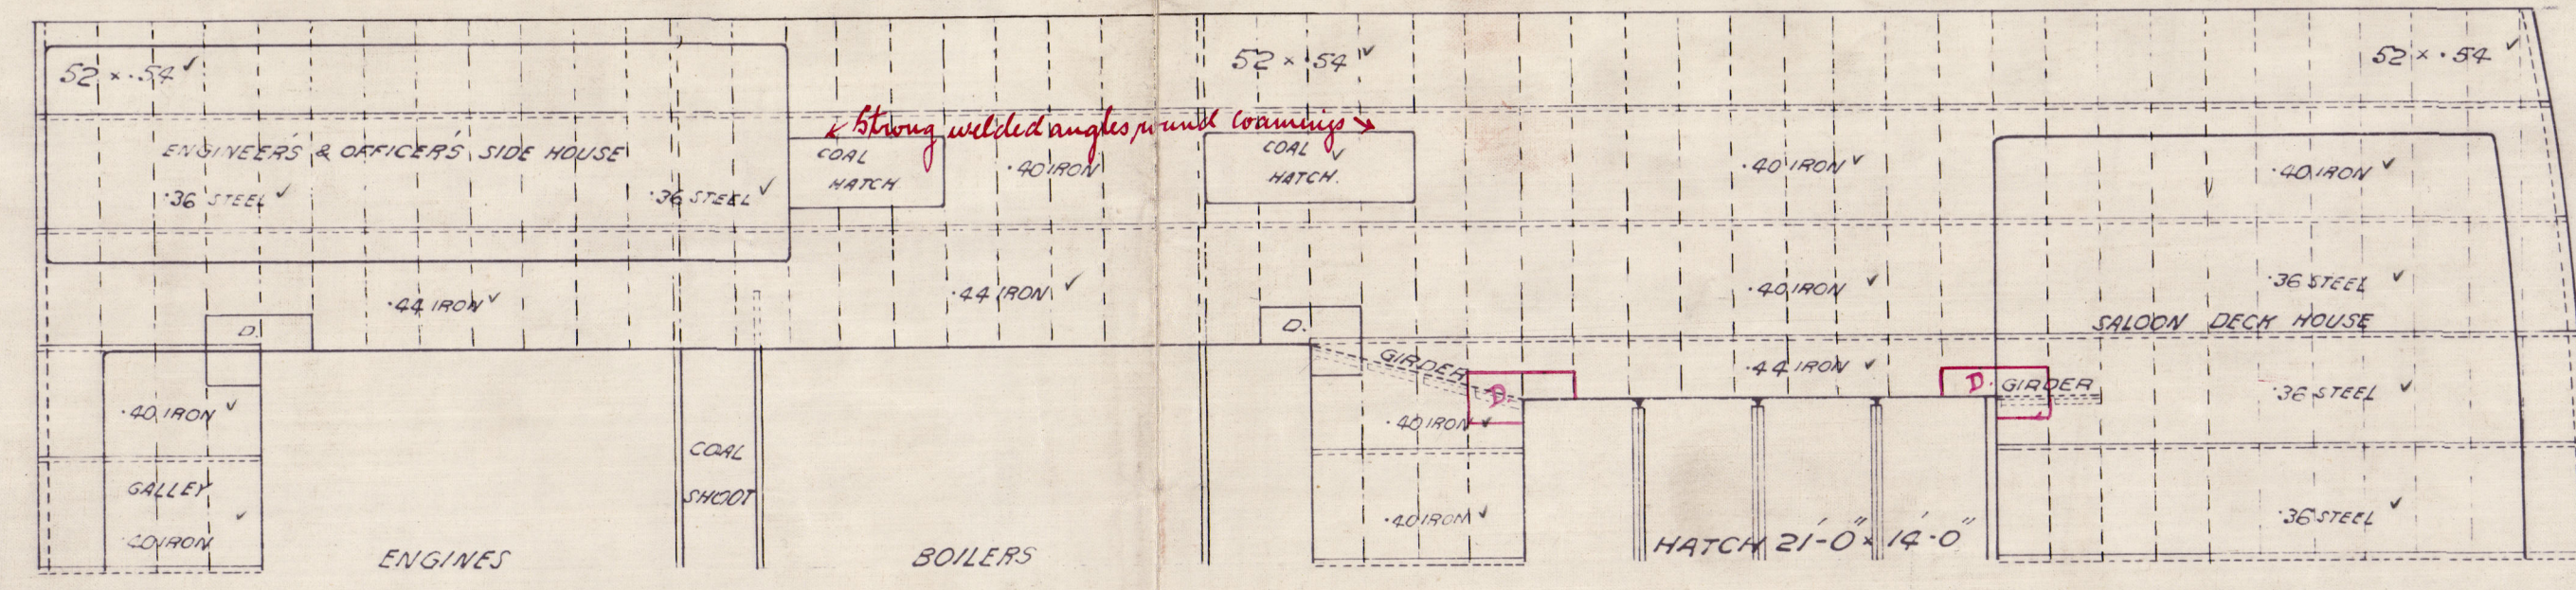 52 × .54 ✓
52 × .54 ✓
52 × .54 ✓
Strong welded angles round coamings
ENGINEER'S & OFFICER'S SIDE HOUSE
.36 STEEL ✓
.36 STEEL ✓
COAL
HATCH
.40 IRON
COAL ✓
HATCH.
.40 IRON ✓
.40 IRON ✓
.44 IRON ✓
.44 IRON ✓
.40 IRON ✓
.36 STEEL ✓
SALOON DECK HOUSE
D.
D.
GIRDER
D.
.44 IRON ✓
D.
GIRDER
.36 STEEL ✓
.40 IRON ✓
.40 IRON ✓
COAL
SHOOT
GALLEY ✓
.40 IRON
.40 IRON ✓
.36 STEEL ✓
ENGINES
BOILERS
HATCH 21'-0" × 14'-0"